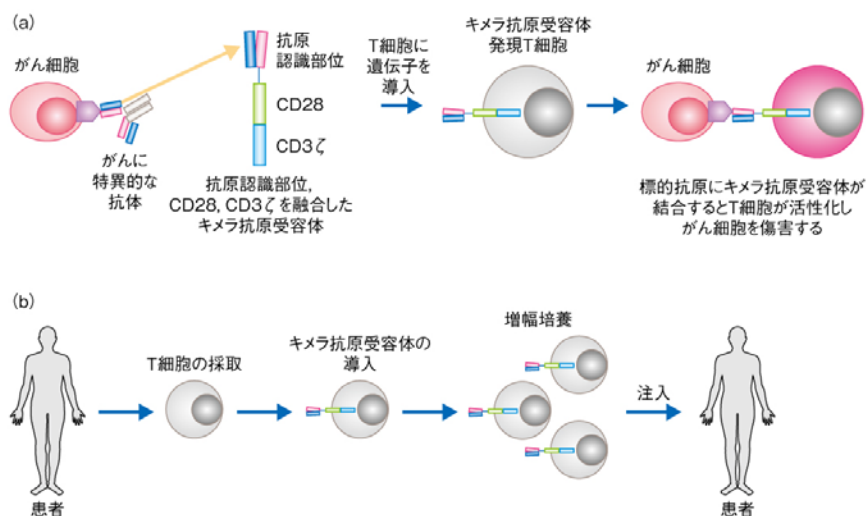 (a)
がん細胞
がんに
特異的な
抗体
抗原
認識部位
CD28
CD3ζ
抗原認識部位,
CD28, CD3ζを融合した
キメラ抗原受容体
T細胞に
遺伝子を
導入
キメラ抗原受容体
発現T細胞
がん細胞
標的抗原にキメラ抗原受容体が
結合するとT細胞が活性化し
がん細胞を傷害する
(b)
患者
T細胞の採取
キメラ抗原受容体の
導入
増幅培養
注入
患者